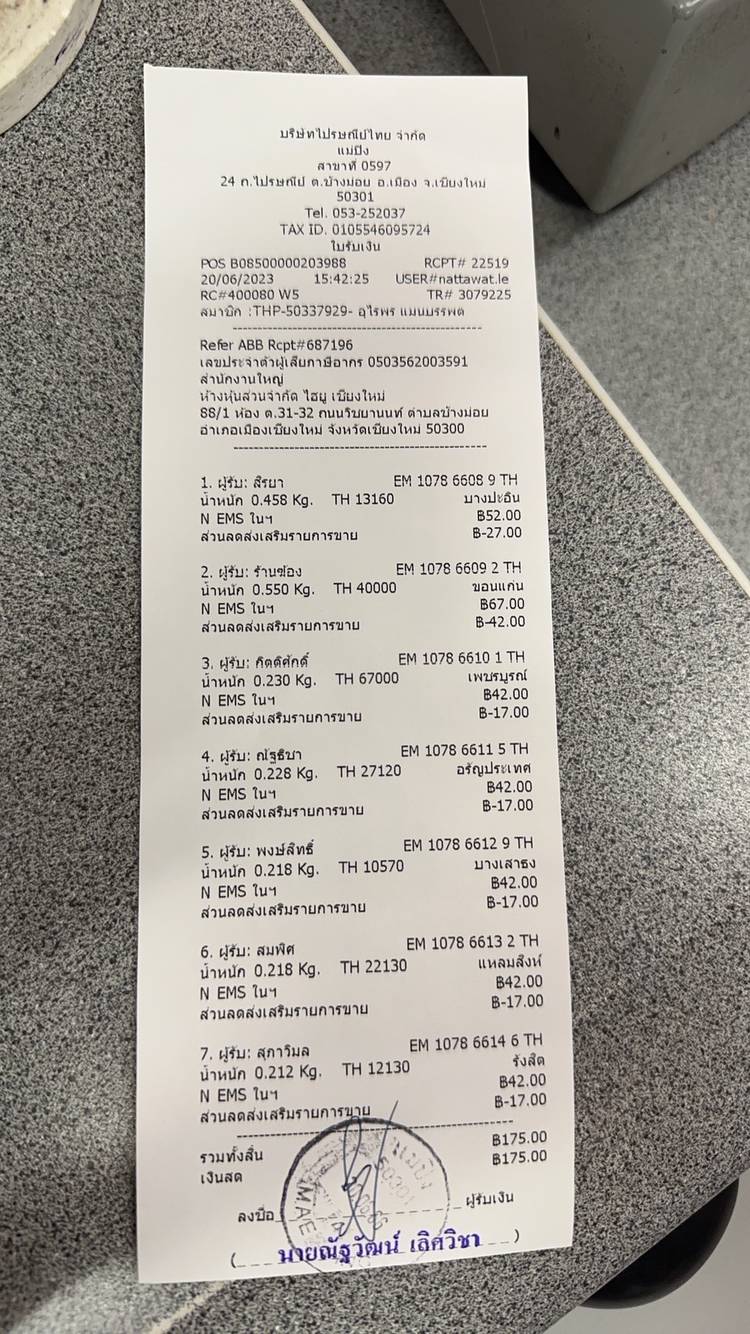 บริษัทไปรษณีย์ไทย จำกัด
แม่ปิง
สาขาที่ 0597
24 ถ.ไปรษณีย์ ต.ช้างม่อย อ.เมือง จ.เชียงใหม่
50301
Tel. 053-252037
TAX ID. 0105546095724
ใบรับเงิน
POS B08500000203988 RCPT# 22519
20/06/2023 15:42:25 USER#nattawat.le
RC#400080 W5 TR# 3079225
สมาชิก :THP-50337929- อุไรพร แมนบรรพต
Refer ABB Rcpt#687196
เลขประจำตัวผู้เสียภาษีอากร 0503562003591
สำนักงานใหญ่
ห้างหุ้นส่วนจำกัด ไฮยู เชียงใหม่
88/1 ห้อง ต.31-32 ถนนวิชยานนท์ ตำบลช้างม่อย
อำเภอเมืองเชียงใหม่ จังหวัดเชียงใหม่ 50300
1. ผู้รับ: สิรยา EM 1078 6608 9 TH
น้ำหนัก 0.458 Kg. TH 13160 บางปะอิน
N EMS ในฯ ฿52.00
ส่วนลดส่งเสริมรายการขาย ฿-27.00
2. ผู้รับ: ร้านซ้อง EM 1078 6609 2 TH
น้ำหนัก 0.550 Kg. TH 40000 ขอนแก่น
N EMS ในฯ ฿67.00
ส่วนลดส่งเสริมรายการขาย ฿-42.00
3. ผู้รับ: กิตติศักดิ์ EM 1078 6610 1 TH
น้ำหนัก 0.230 Kg. TH 67000 เพชรบูรณ์
N EMS ในฯ ฿42.00
ส่วนลดส่งเสริมรายการขาย ฿-17.00
4. ผู้รับ: ณัฐธิชา EM 1078 6611 5 TH
น้ำหนัก 0.228 Kg. TH 27120 อรัญประเทศ
N EMS ในฯ ฿42.00
ส่วนลดส่งเสริมรายการขาย ฿-17.00
5. ผู้รับ: พงษ์สิทธิ์ EM 1078 6612 9 TH
น้ำหนัก 0.218 Kg. TH 10570 บางเสาธง
N EMS ในฯ ฿42.00
ส่วนลดส่งเสริมรายการขาย ฿-17.00
6. ผู้รับ: สมพิศ EM 1078 6613 2 TH
น้ำหนัก 0.218 Kg. TH 22130 แหลมสิงห์
N EMS ในฯ ฿42.00
ส่วนลดส่งเสริมรายการขาย ฿-17.00
7. ผู้รับ: สุภาวิมล EM 1078 6614 6 TH
น้ำหนัก 0.212 Kg. TH 12130 รังสิต
N EMS ในฯ ฿42.00
ส่วนลดส่งเสริมรายการขาย ฿-17.00
รวมทั้งสิ้น ฿175.00
เงินสด ฿175.00
ลงชื่อ ผู้รับเงิน
(นายณัฐวัฒน์ เลิศวิชา)
แม่ปิง
50301